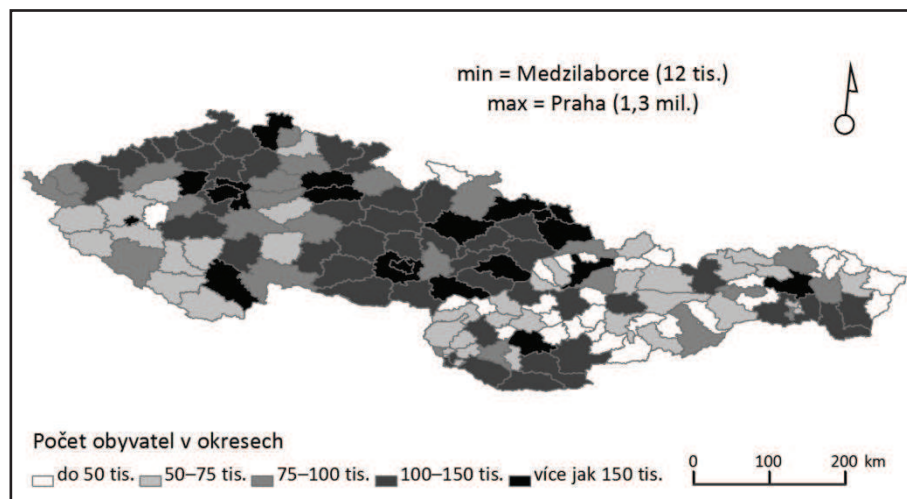 min = Medzilaborce (12 tis.)
max = Praha (1,3 mil.)
Počet obyvatel v okresech
do 50 tis. 50–75 tis. 75–100 tis. 100–150 tis. více jak 150 tis.
0 100 200 km